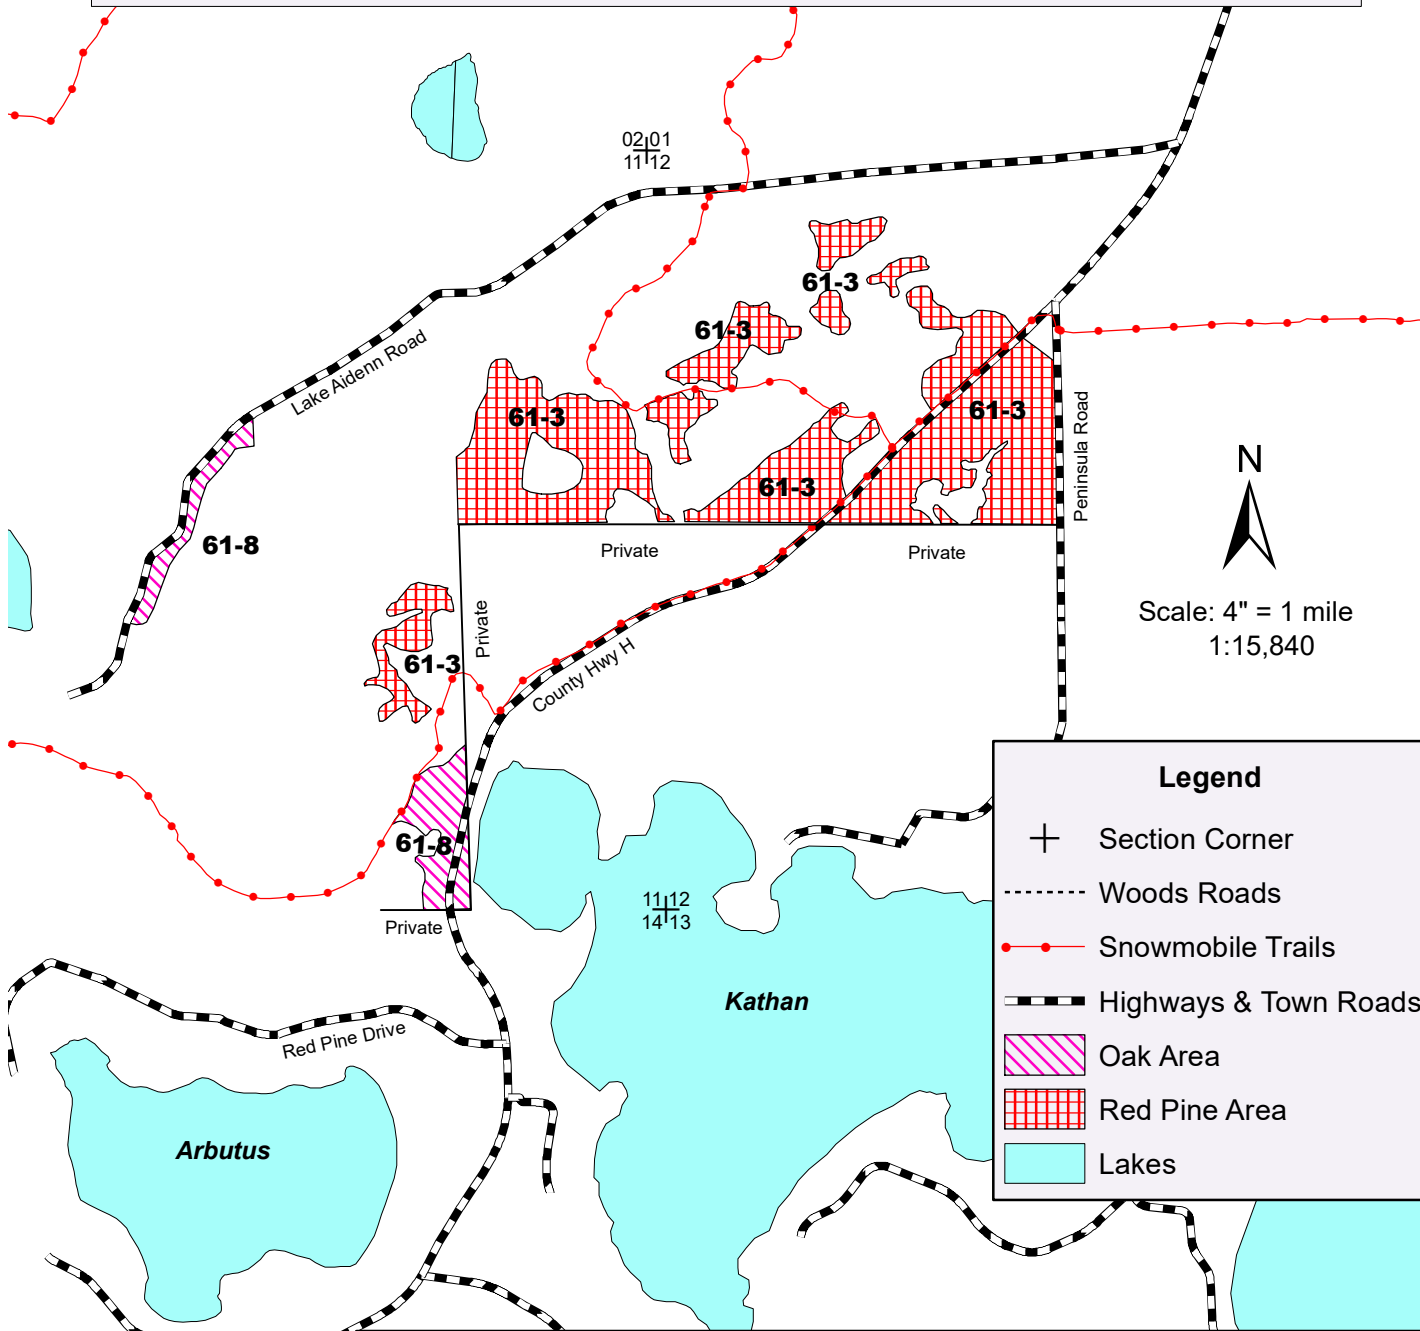 02 01
11 12
61-3
61-3
Lake Aidenn Road
61-3
61-3
Peninsula Road
N
61-3
61-8
Private
Private
Scale: 4" = 1 mile
1:15,840
Private
61-3
County Hwy H
Legend
Section Corner
Woods Roads
Snowmobile Trails
Highways & Town Roads
Oak Area
Red Pine Area
Lakes
61-8
11 12
14 13
Private
Kathan
Red Pine Drive
Arbutus